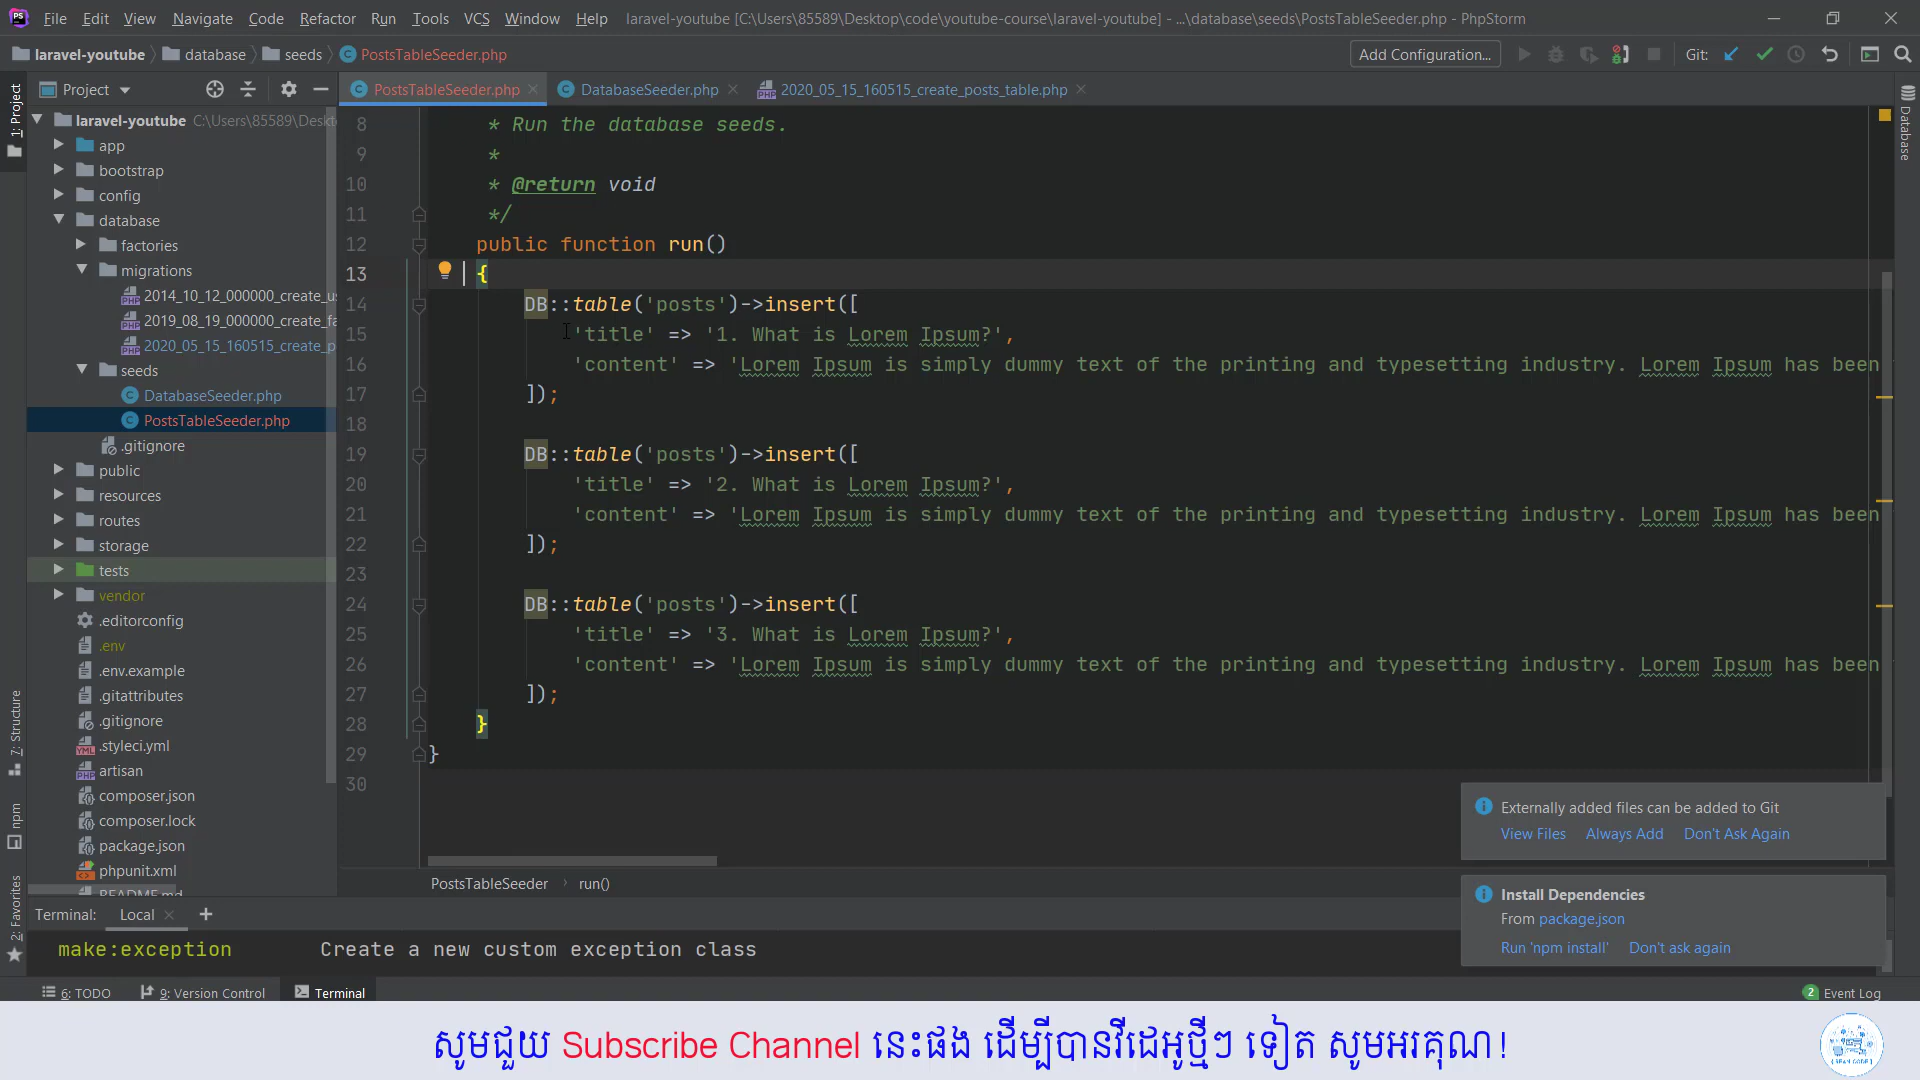 File Edit View Navigate Code Refactor Run Tools VCS Window Help laravel-youtube [C:\Users\85589\Desktop\code\youtube-course\laravel-youtube] - ...\database\seeds\PostsTableSeeder.php - PhpStorm
laravel-youtube database seeds PostsTableSeeder.php Add Configuration... Git:
Project PostsTableSeeder.php DatabaseSeeder.php 2020_05_15_160515_create_posts_table.php
1: Project
7: Structure
npm
2: Favorites
Database
laravel-youtube C:\Users\85589\Deskt
app
bootstrap
config
database
factories
migrations
2014_10_12_000000_create_us
2019_08_19_000000_create_fa
2020_05_15_160515_create_p
seeds
DatabaseSeeder.php
PostsTableSeeder.php
.gitignore
public
resources
routes
storage
tests
vendor
.editorconfig
.env
.env.example
.gitattributes
.gitignore
.styleci.yml
artisan
composer.json
composer.lock
package.json
phpunit.xml
README.md
8 * Run the database seeds.
9 *
10 * @return void
11 */
12 public function run()
13 {
14 DB::table('posts')->insert([
15 'title' => '1. What is Lorem Ipsum?',
16 'content' => 'Lorem Ipsum is simply dummy text of the printing and typesetting industry. Lorem Ipsum has been
17 ]);
18
19 DB::table('posts')->insert([
20 'title' => '2. What is Lorem Ipsum?',
21 'content' => 'Lorem Ipsum is simply dummy text of the printing and typesetting industry. Lorem Ipsum has been
22 ]);
23
24 DB::table('posts')->insert([
25 'title' => '3. What is Lorem Ipsum?',
26 'content' => 'Lorem Ipsum is simply dummy text of the printing and typesetting industry. Lorem Ipsum has been
27 ]);
28 }
29 }
30
PostsTableSeeder run()
Externally added files can be added to Git
View Files Always Add Don't Ask Again
Install Dependencies
From package.json
Run 'npm install' Don't ask again
Terminal: Local +
make:exception Create a new custom exception class
6: TODO 9: Version Control Terminal 2 Event Log
សូមជួយ Subscribe Channel នេះផង ដើម្បីបានវីដេអូថ្មីៗ ទៀត សូមអរគុណ!